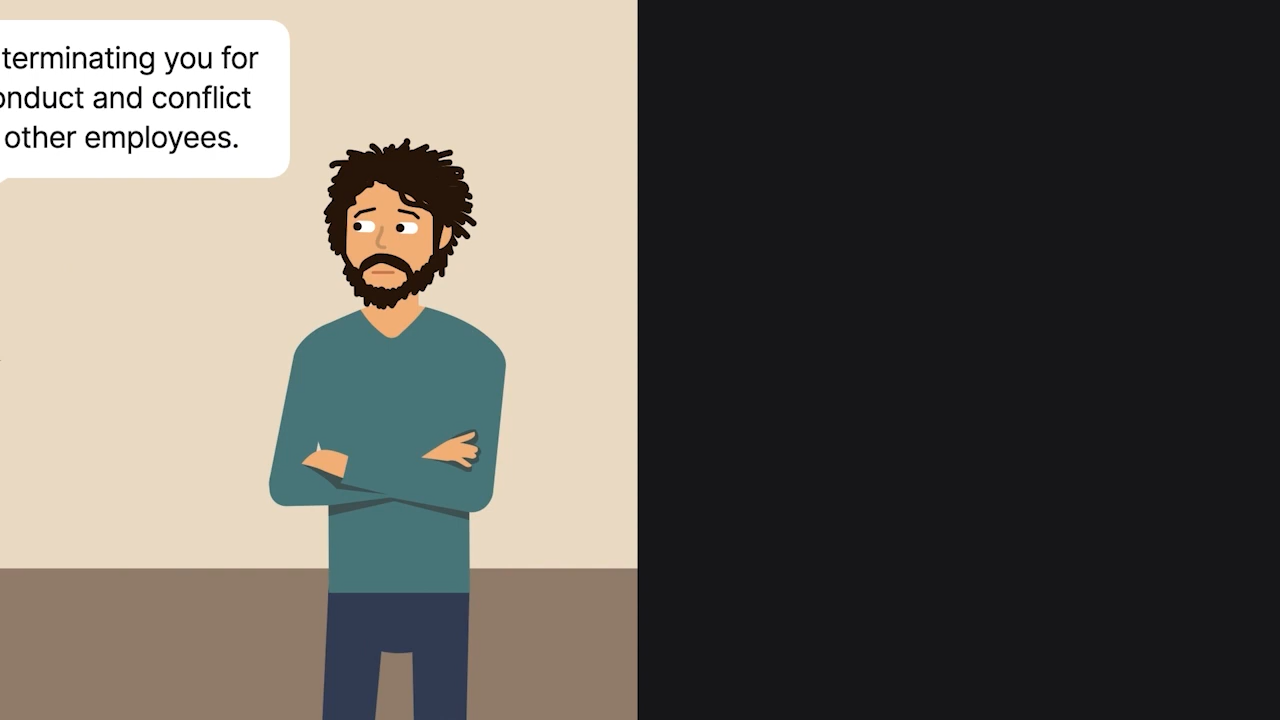 terminating you for
onduct and conflict
other employees.